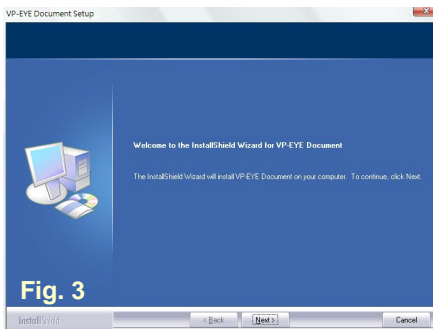 VP-EYE Document Setup
Welcome to the InstallShield Wizard for VP-EYE Document
The InstallShield Wizard will install VP-EYE Document on your computer. To continue, click Next.
Fig. 3
InstallShield
< Back
Next >
Cancel